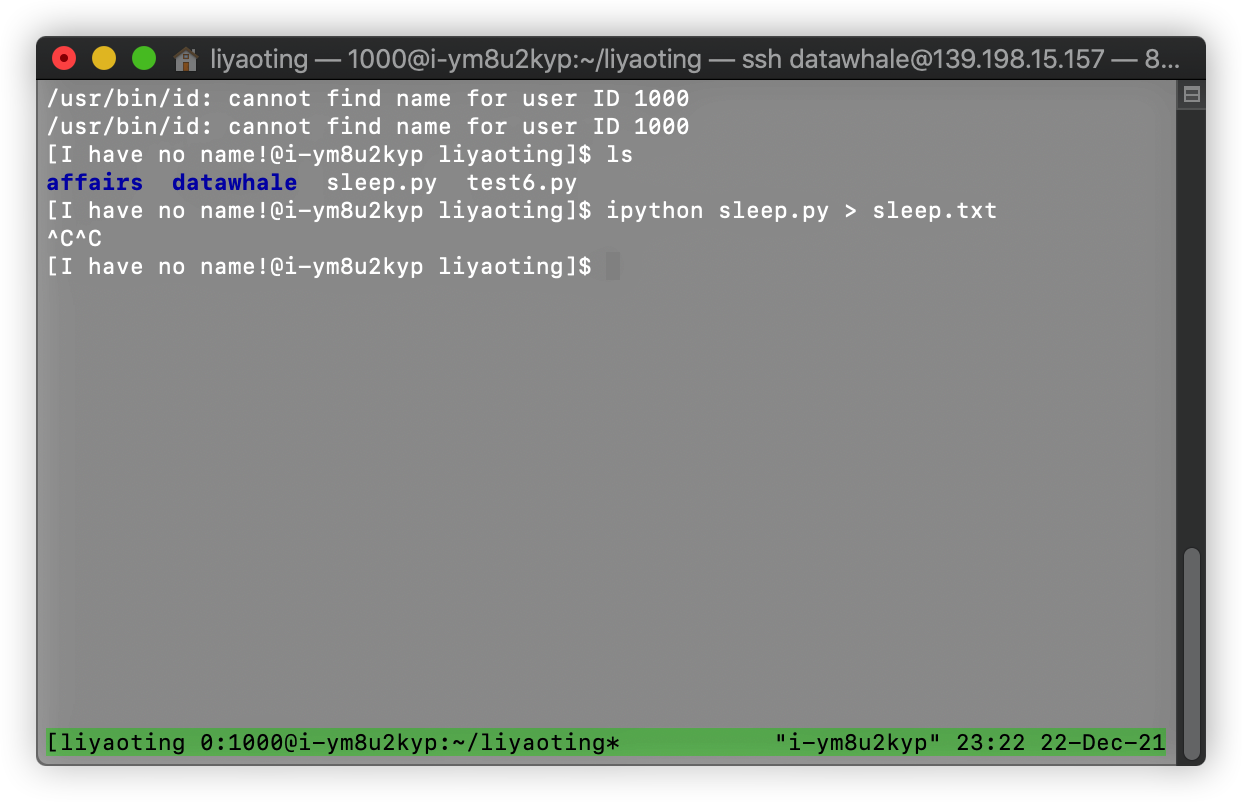 liyaoting — 1000@i-ym8u2kyp:~/liyaoting — ssh datawhale@139.198.15.157 — 8...
/usr/bin/id: cannot find name for user ID 1000
/usr/bin/id: cannot find name for user ID 1000
[I have no name!@i-ym8u2kyp liyaoting]$ ls
affairs  datawhale  sleep.py  test6.py
[I have no name!@i-ym8u2kyp liyaoting]$ ipython sleep.py > sleep.txt
^C^C
[I have no name!@i-ym8u2kyp liyaoting]$
[liyaoting 0:1000@i-ym8u2kyp:~/liyaoting* "i-ym8u2kyp" 23:22 22-Dec-21